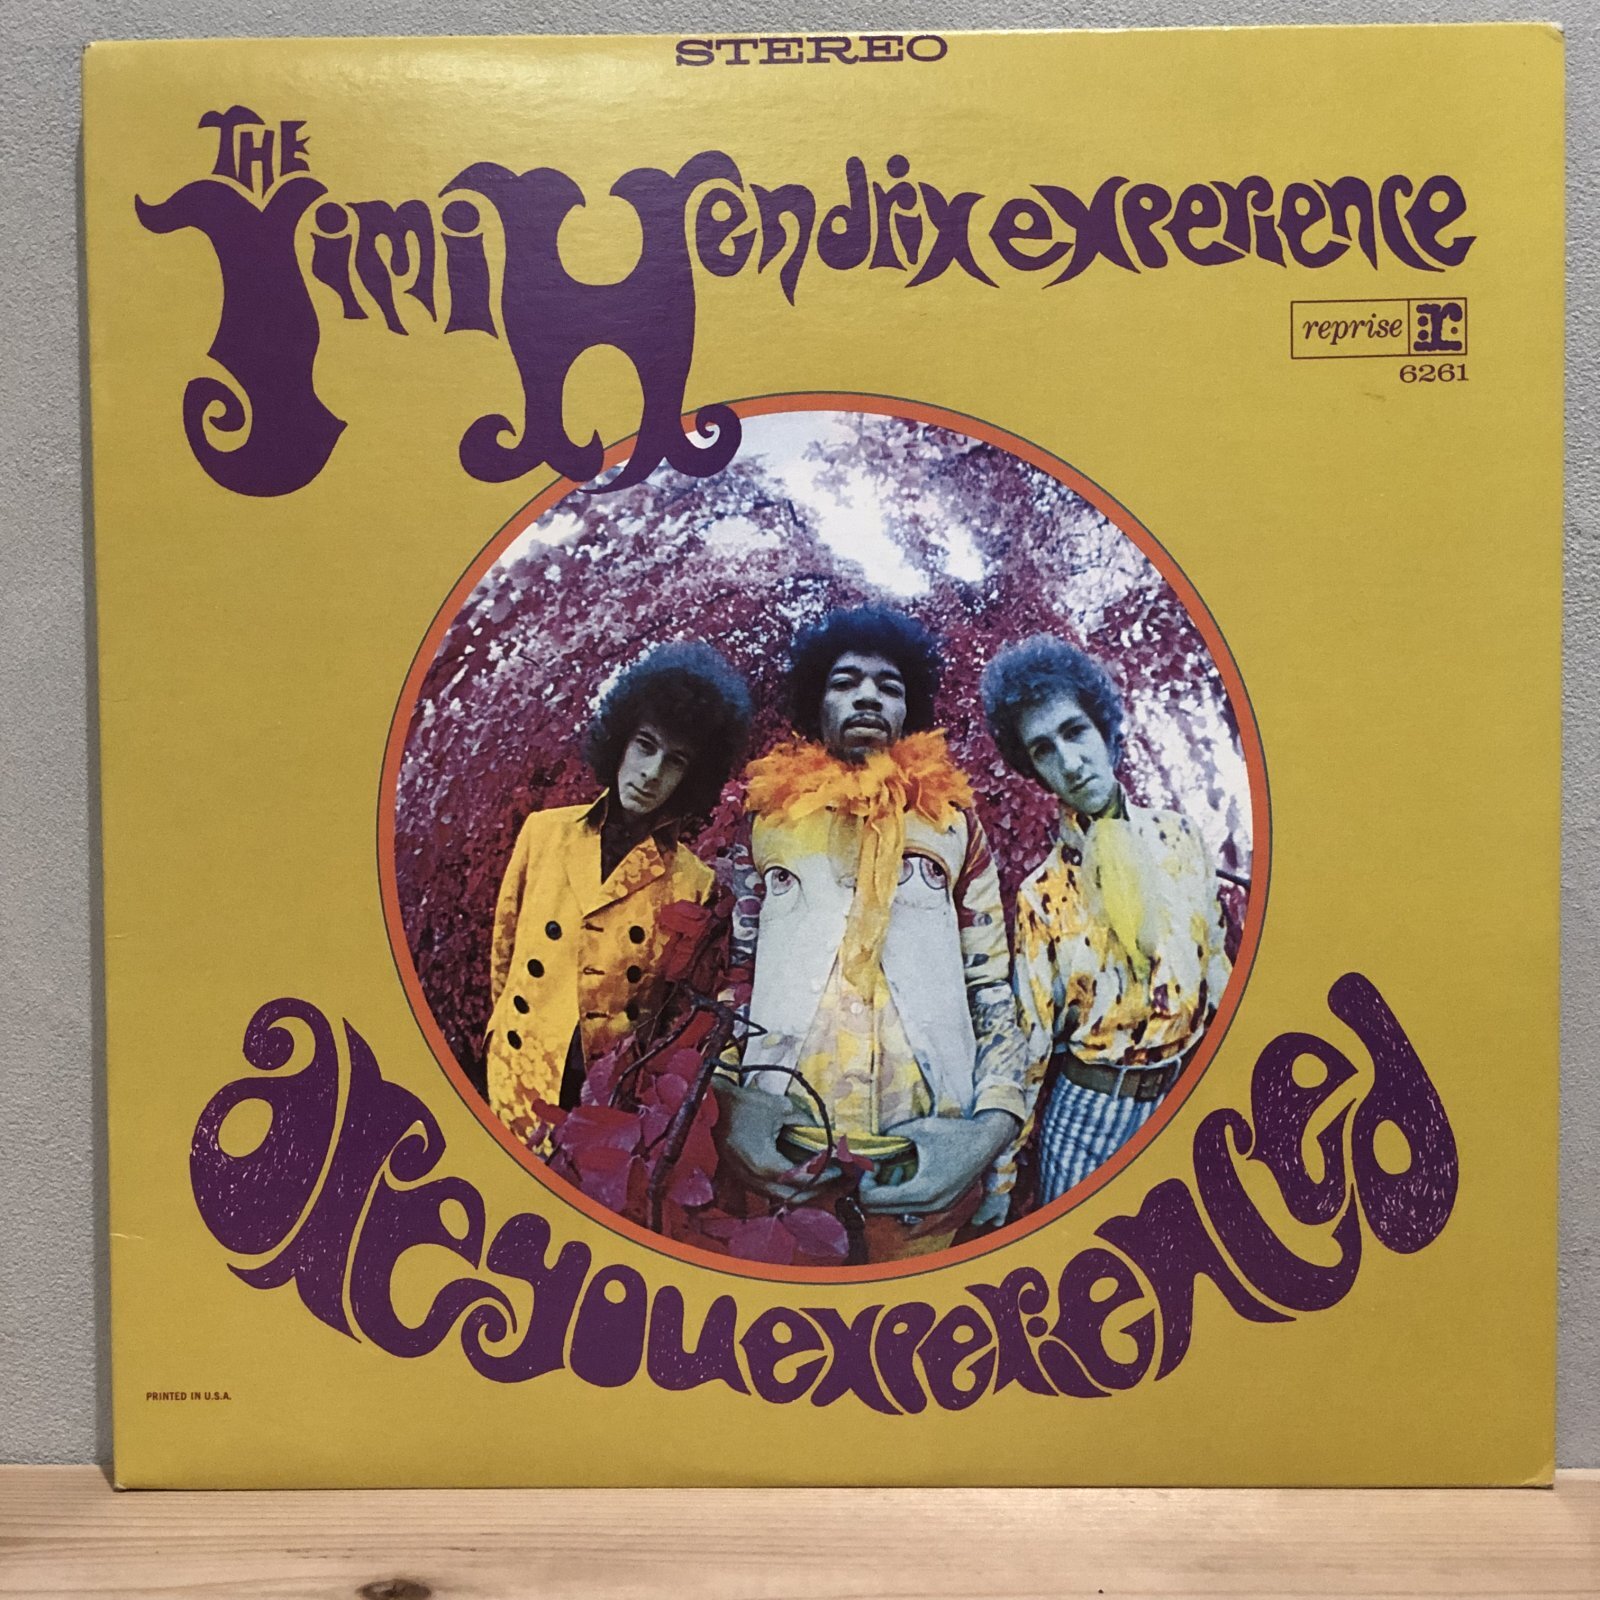 STEREO
THE
Jimi Hendrix experience
reprise r:
6261
are you experienced
PRINTED IN U.S.A.